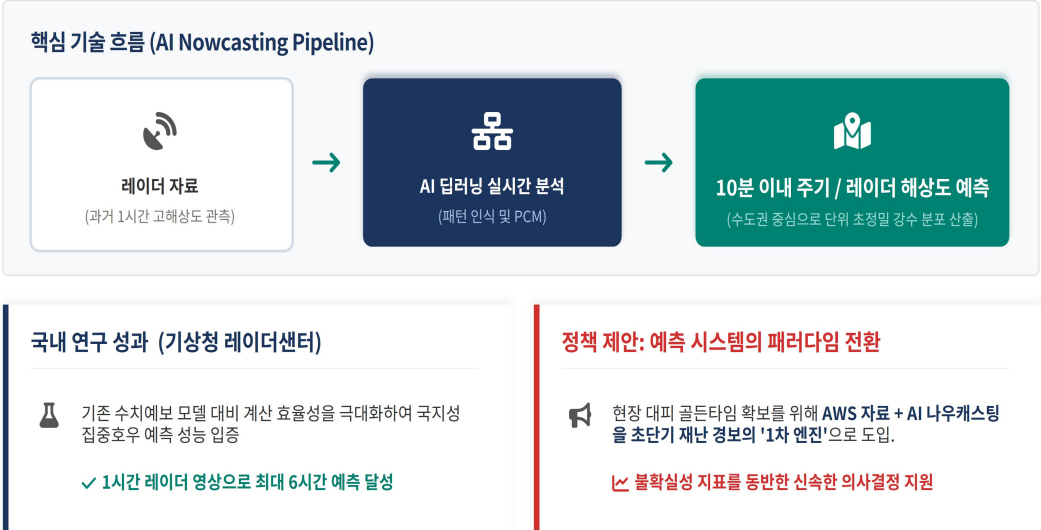 핵심 기술 흐름 (AI Nowcasting Pipeline)
레이더 자료
(과거 1시간 고해상도 관측)
AI 딥러닝 실시간 분석
(패턴 인식 및 PCM)
10분 이내 주기 / 레이더 해상도 예측
(수도권 중심으로 단위 초정밀 강수 분포 산출)
국내 연구 성과 (기상청 레이더샌터)
기존 수치예보 모델 대비 계산 효율성을 극대화하여 국지성
집중호우 예측 성능 입증
✓ 1시간 레이더 영상으로 최대 6시간 예측 달성
정책 제안: 예측 시스템의 패러다임 전환
현장 대피 골든타임 확보를 위해 AWS 자료 + AI 나우캐스팅
을 초단기 재난 경보의 '1차 엔진'으로 도입.
불확실성 지표를 동반한 신속한 의사결정 지원